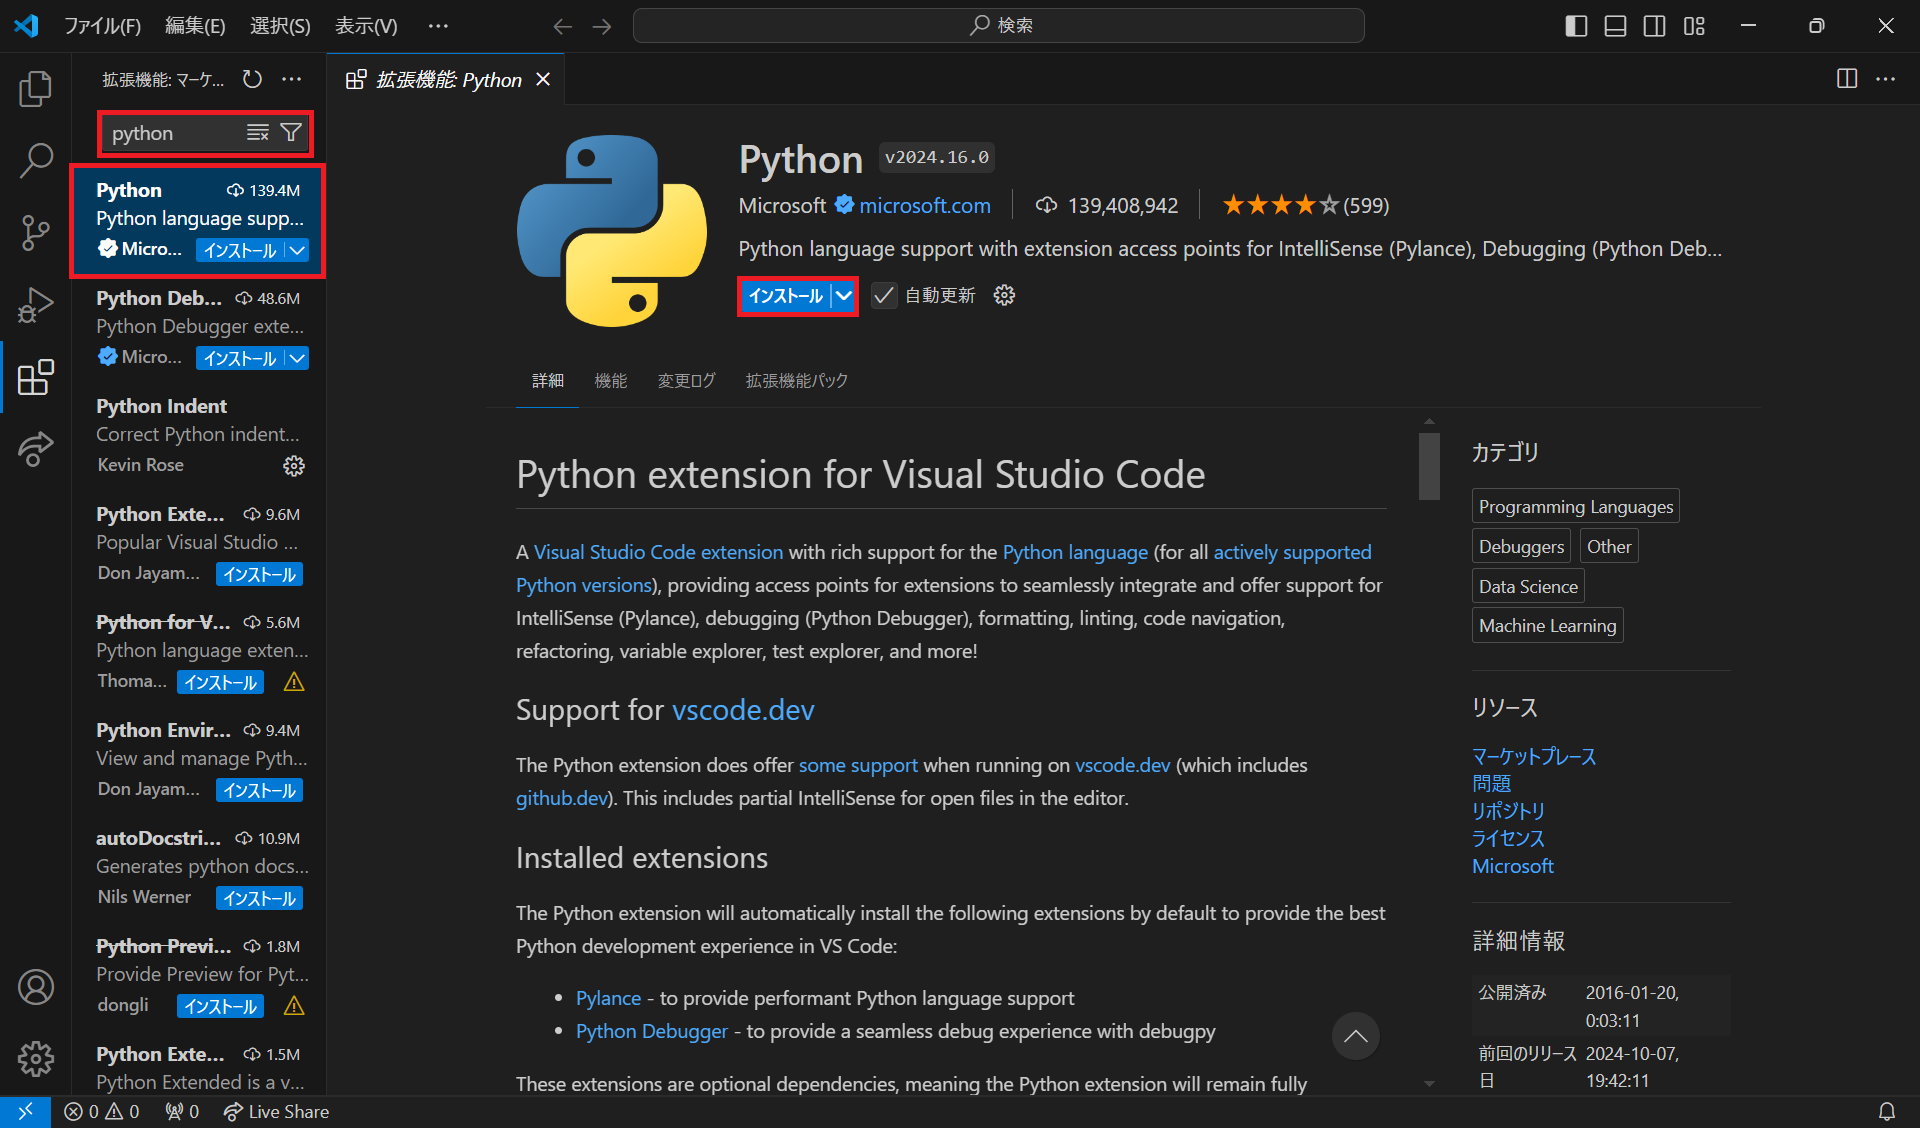 ファイル(F) 編集(E) 選択(S) 表示(V) ··· 検索
拡張機能: マーケ... ···
拡張機能: Python
python
Python 139.4M
Python language supp...
Micro... インストール
Python Deb... 48.6M
Python Debugger exte...
Micro... インストール
Python Indent
Correct Python indent...
Kevin Rose
Python Exte... 9.6M
Popular Visual Studio ...
Don Jayam... インストール
Python for V... 5.6M
Python language exten...
Thoma... インストール
Python Envir... 9.4M
View and manage Pyth...
Don Jayam... インストール
autoDocstri... 10.9M
Generates python docs...
Nils Werner インストール
Python Previ... 1.8M
Provide Preview for Pyt...
dongli インストール
Python Exte... 1.5M
Python Extended is a v...
Python v2024.16.0
Microsoft microsoft.com 139,408,942 ★★★★☆(599)
Python language support with extension access points for IntelliSense (Pylance), Debugging (Python Deb...
インストール 自動更新
詳細 機能 変更ログ 拡張機能パック
Python extension for Visual Studio Code
A Visual Studio Code extension with rich support for the Python language (for all actively supported
Python versions), providing access points for extensions to seamlessly integrate and offer support for
IntelliSense (Pylance), debugging (Python Debugger), formatting, linting, code navigation,
refactoring, variable explorer, test explorer, and more!
Support for vscode.dev
The Python extension does offer some support when running on vscode.dev (which includes
github.dev). This includes partial IntelliSense for open files in the editor.
Installed extensions
The Python extension will automatically install the following extensions by default to provide the best
Python development experience in VS Code:
• Pylance - to provide performant Python language support
• Python Debugger - to provide a seamless debug experience with debugpy
These extensions are optional dependencies, meaning the Python extension will remain fully
カテゴリ
Programming Languages
Debuggers Other
Data Science
Machine Learning
リソース
マーケットプレース
問題
リポジトリ
ライセンス
Microsoft
詳細情報
公開済み 2016-01-20,
0:03:11
前回のリリース 2024-10-07,
日 19:42:11
0 0 0 Live Share